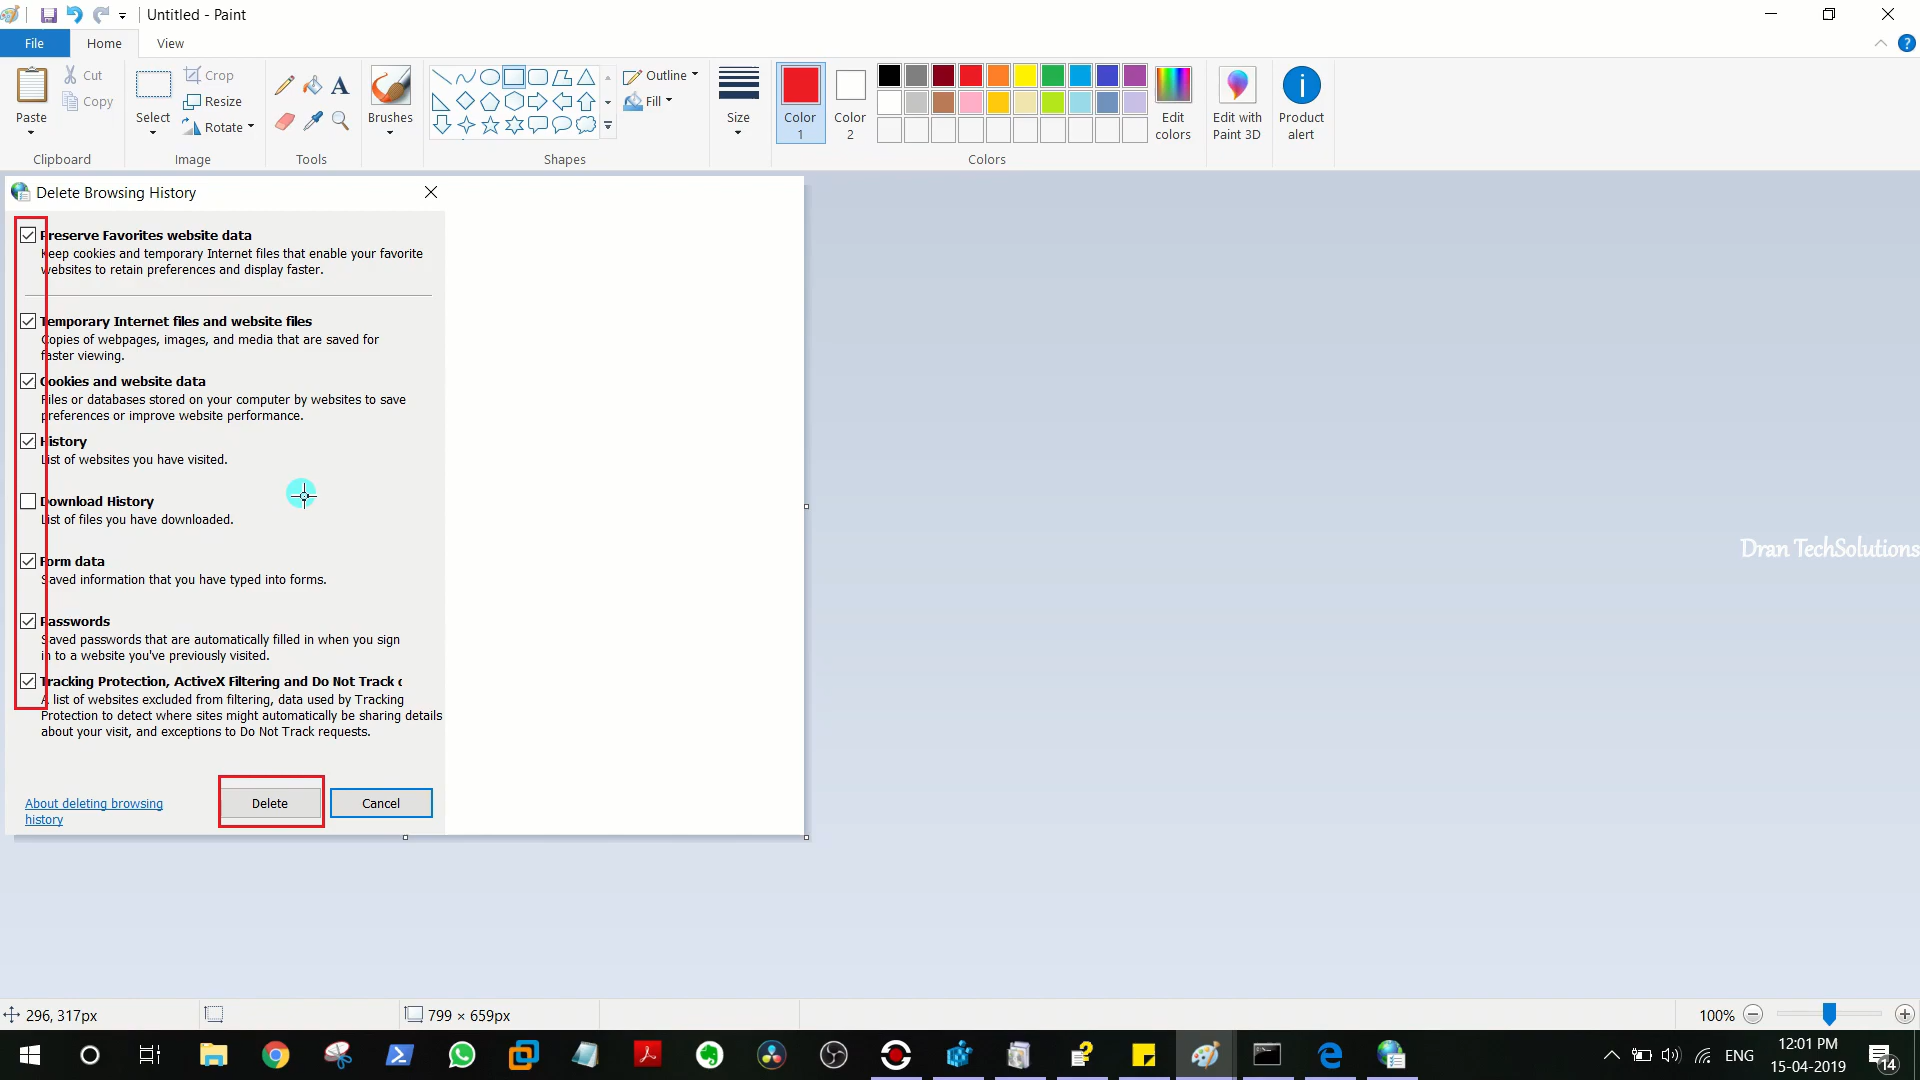 Untitled - Paint
File
Home
View
Paste
Cut
Copy
Clipboard
Select
Crop
Resize
Rotate
Image
A
Tools
Brushes
Outline
Fill
Shapes
Size
Color
1
Color
2
Edit
colors
Colors
Edit with
Paint 3D
Product
alert
Delete Browsing History
Preserve Favorites website data
Keep cookies and temporary Internet files that enable your favorite
websites to retain preferences and display faster.
Temporary Internet files and website files
Copies of webpages, images, and media that are saved for
faster viewing.
Cookies and website data
Files or databases stored on your computer by websites to save
preferences or improve website performance.
History
List of websites you have visited.
Download History
List of files you have downloaded.
Form data
Saved information that you have typed into forms.
Passwords
Saved passwords that are automatically filled in when you sign
in to a website you've previously visited.
Tracking Protection, ActiveX Filtering and Do Not Track
A list of websites excluded from filtering, data used by Tracking
Protection to detect where sites might automatically be sharing details
about your visit, and exceptions to Do Not Track requests.
About deleting browsing
history
Delete
Cancel
Dran TechSolutions
296, 317px
799 × 659px
100%
ENG
12:01 PM
15-04-2019
14